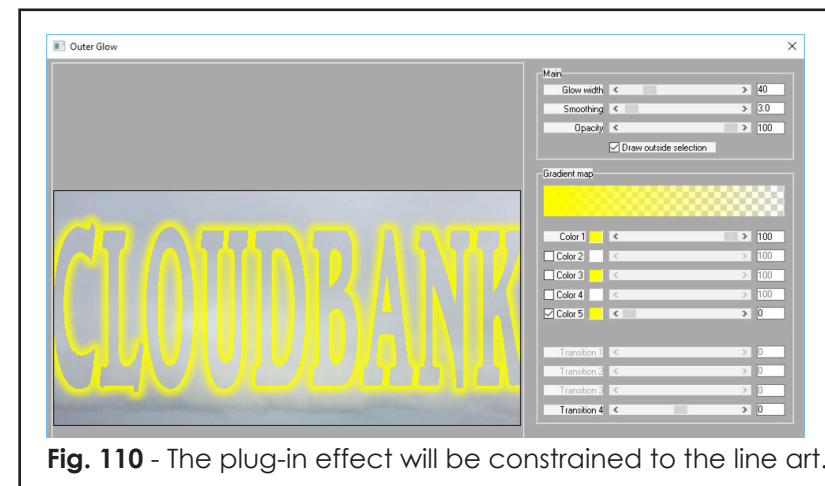 Outer Glow
CLOUDBANK
Main
Glow width 40
Smoothing 3.0
Opacity 100
Draw outside selection
Gradient map
Color 1 100
Color 2 100
Color 3 100
Color 4 100
Color 5 0
Transition 1 0
Transition 2 0
Transition 3 0
Transition 4 0
Fig. 110 - The plug-in effect will be constrained to the line art.